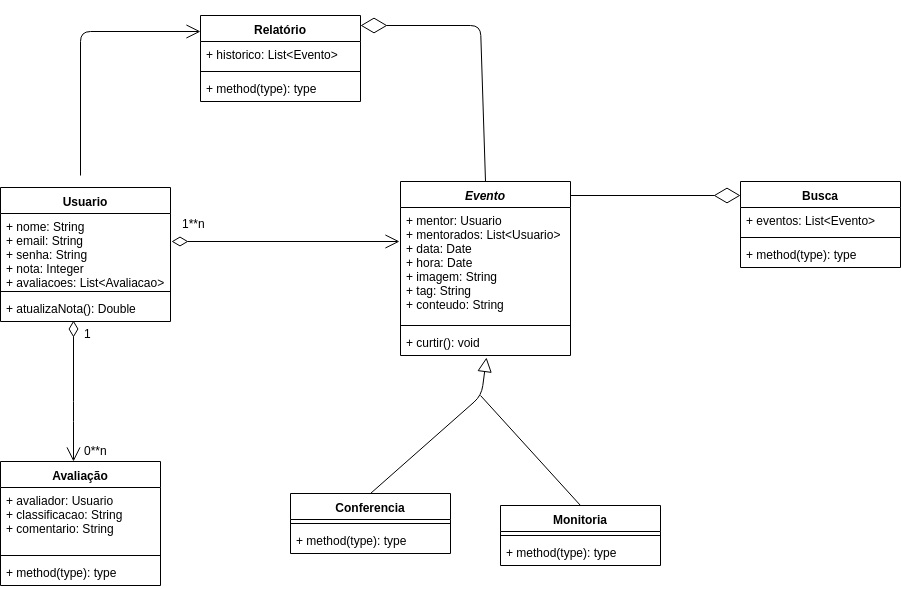 Relatório
+ historico: List<Evento>
+ method(type): type
Usuario
+ nome: String
+ email: String
+ senha: String
+ nota: Integer
+ avaliacoes: List<Avaliacao>
+ atualizaNota(): Double
1**n
1
0**n
Evento
+ mentor: Usuario
+ mentorados: List<Usuario>
+ data: Date
+ hora: Date
+ imagem: String
+ tag: String
+ conteudo: String
+ curtir(): void
Busca
+ eventos: List<Evento>
+ method(type): type
Avaliação
+ avaliador: Usuario
+ classificacao: String
+ comentario: String
+ method(type): type
Conferencia
+ method(type): type
Monitoria
+ method(type): type